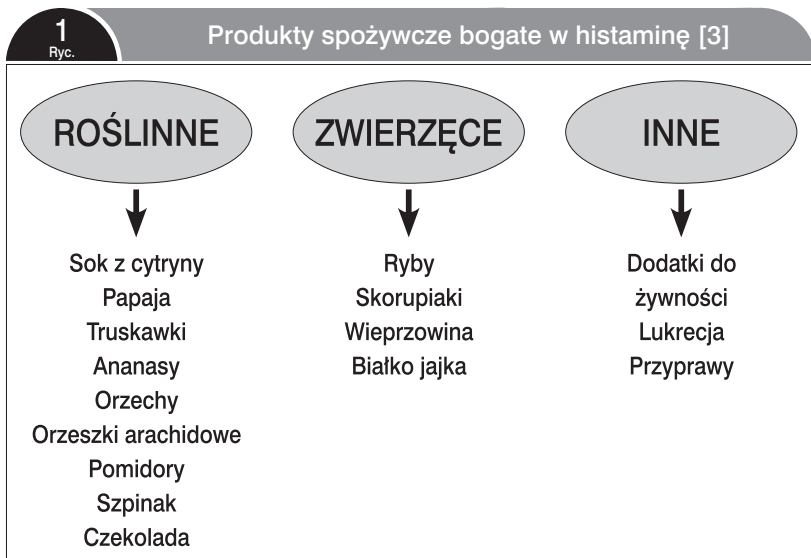 1
Ryc.
Produkty spożywcze bogate w histaminę [3]
ROŚLINNE
Sok z cytryny
Papaja
Truskawki
Ananasy
Orzechy
Orzeszki arachidowe
Pomidory
Szpinak
Czekolada
ZWIERZĘCE
Ryby
Skorupiaki
Wieprzowina
Białko jajka
INNE
Dodatki do
żywności
Lukrecja
Przyprawy